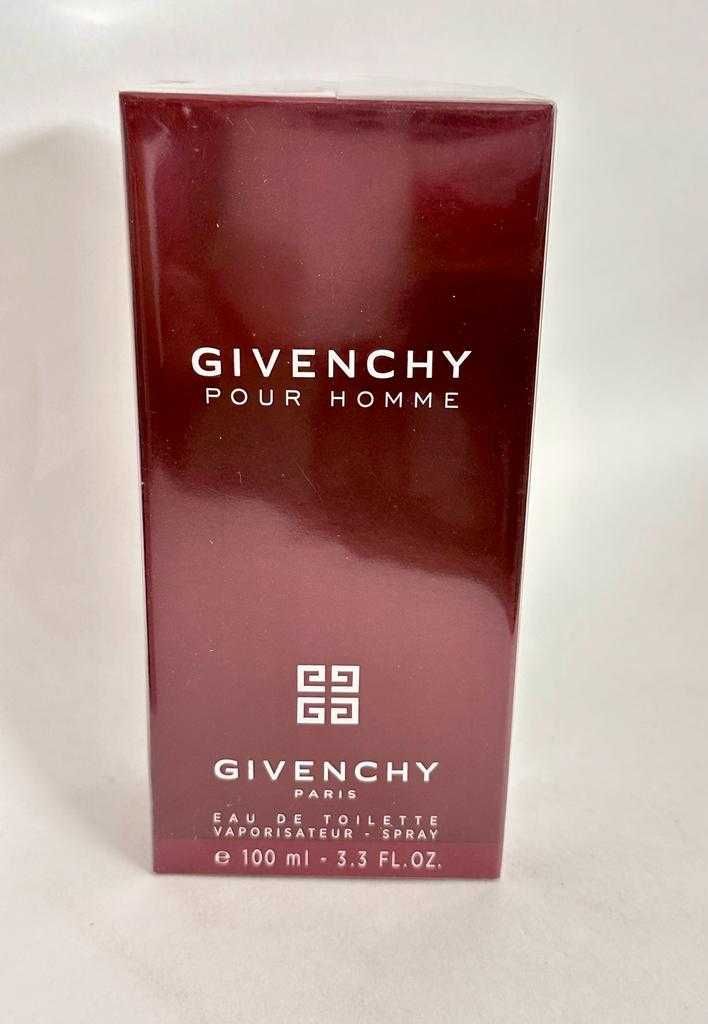 GIVENCHY
POUR HOMME
GIVENCHY
PARIS
EAU DE TOILETTE
VAPORISATEUR - SPRAY
℮ 100 ml - 3.3 FL.OZ.